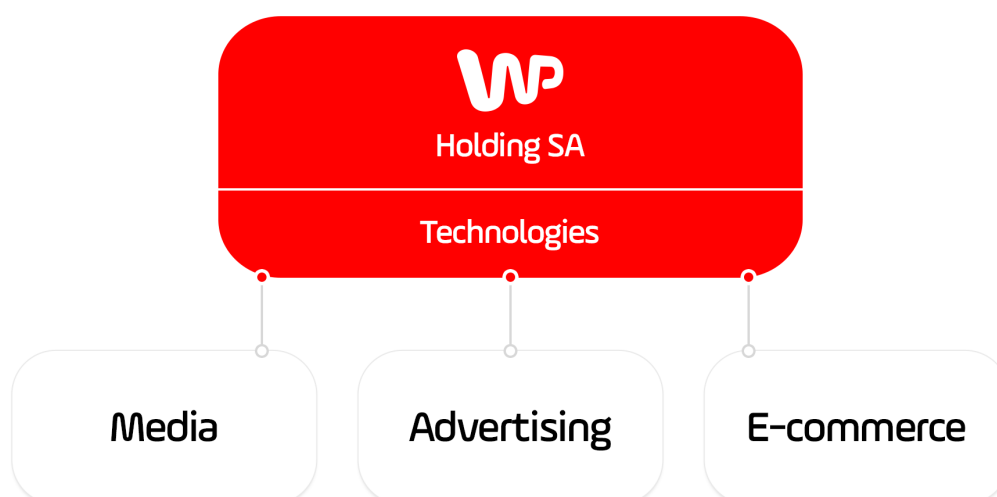 WP
Holding SA
Technologies
Media
Advertising
E-commerce